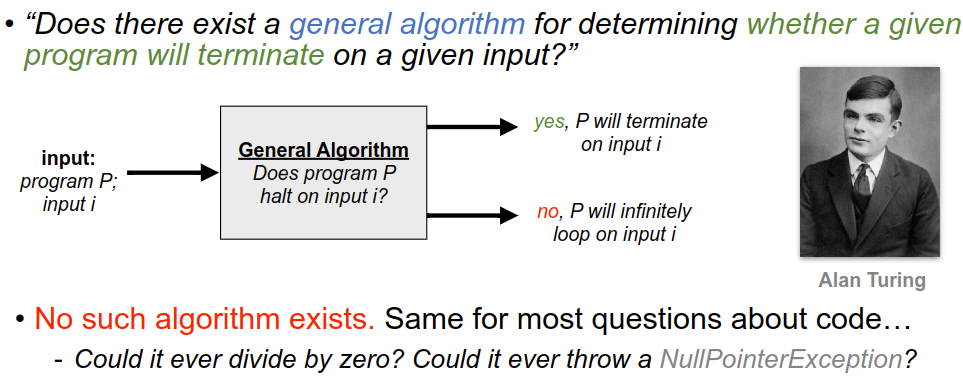 • “Does there exist a general algorithm for determining whether a given
program will terminate on a given input?”
input:
program P;
input i
General Algorithm
Does program P
halt on input i?
yes, P will terminate
on input i
no, P will infinitely
loop on input i
Alan Turing
• No such algorithm exists. Same for most questions about code…
- Could it ever divide by zero? Could it ever throw a NullPointerException?